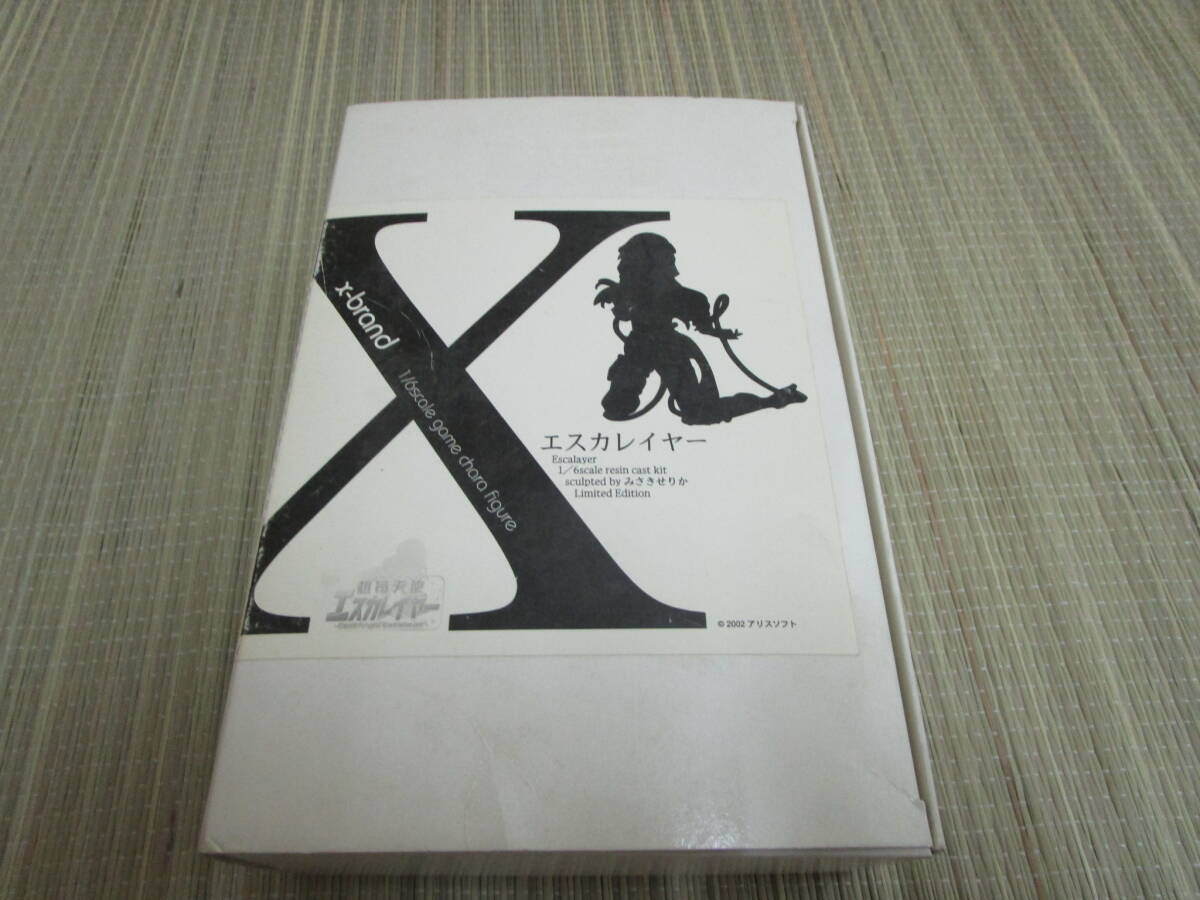 X
x-brand
1/6scale game chara figure
エスカレイヤー
Escalayer
1/6scale resin cast kit
sculpted by みさきせりか
Limited Edition
超昂天使
エスカレイヤー
© 2002 アリスソフト